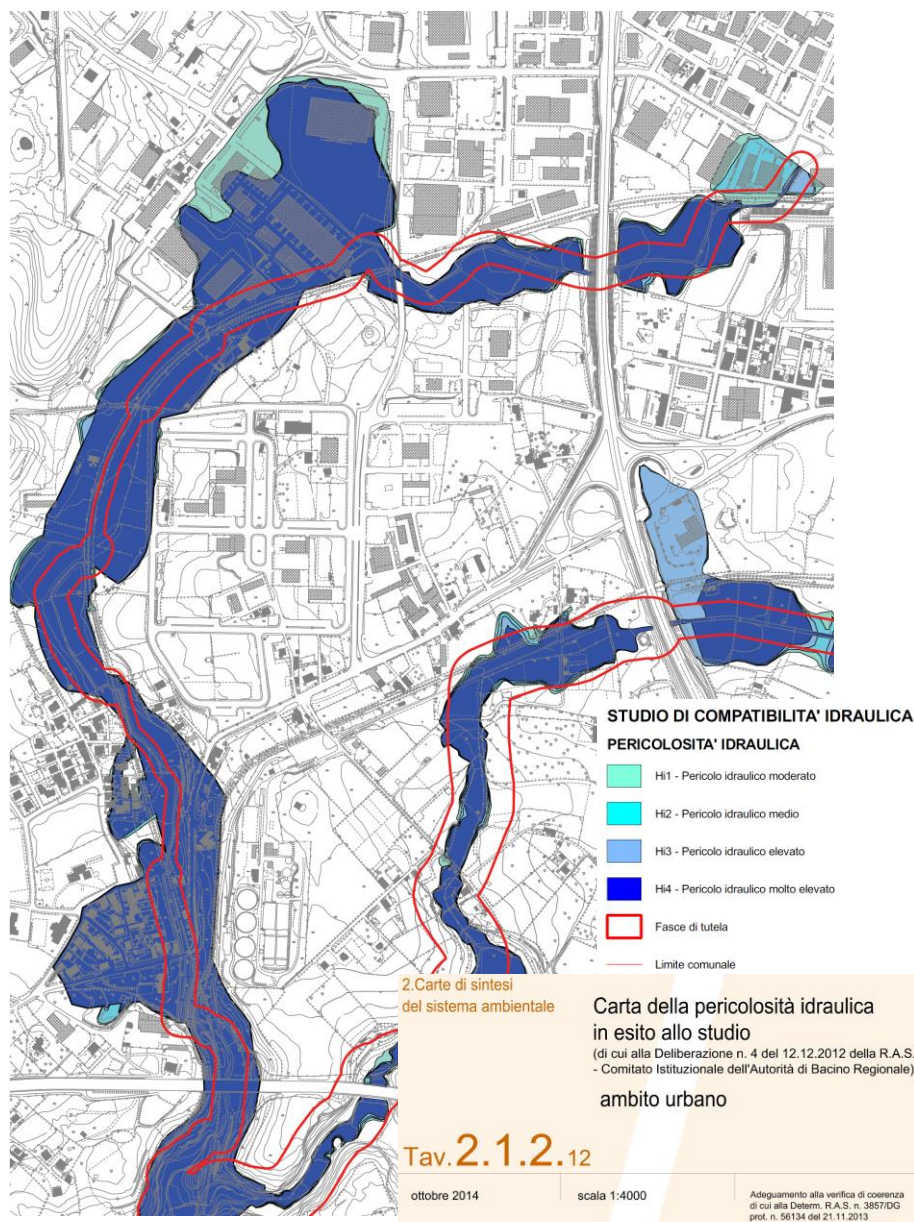 STUDIO DI COMPATIBILITA' IDRAULICA
PERICOLOSITA' IDRAULICA
Hi1 - Pericolo idraulico moderato
Hi2 - Pericolo idraulico medio
Hi3 - Pericolo idraulico elevato
Hi4 - Pericolo idraulico molto elevato
Fasce di tutela
Limite comunale
2.Carte di sintesi
del sistema ambientale
Carta della pericolosità idraulica
in esito allo studio
(di cui alla Deliberazione n. 4 del 12.12.2012 della R.A.S.
- Comitato Istituzionale dell'Autorità di Bacino Regionale)
ambito urbano
Tav.2.1.2.12
ottobre 2014
scala 1:4000
Adeguamento alla verifica di coerenza
di cui alla Determ. R.A.S. n. 3857/DG
prot. n. 56134 del 21.11.2013